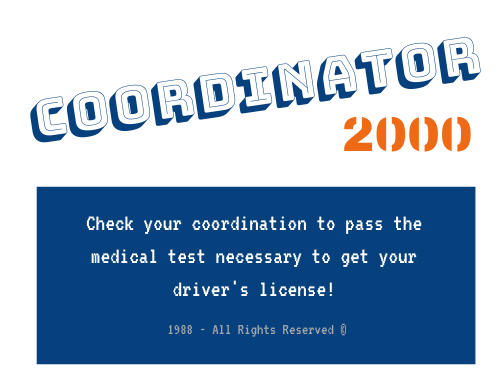 COORDINATOR
2000
Check your coordination to pass the
medical test necessary to get your
driver's license!
1988 - All Rights Reserved ©